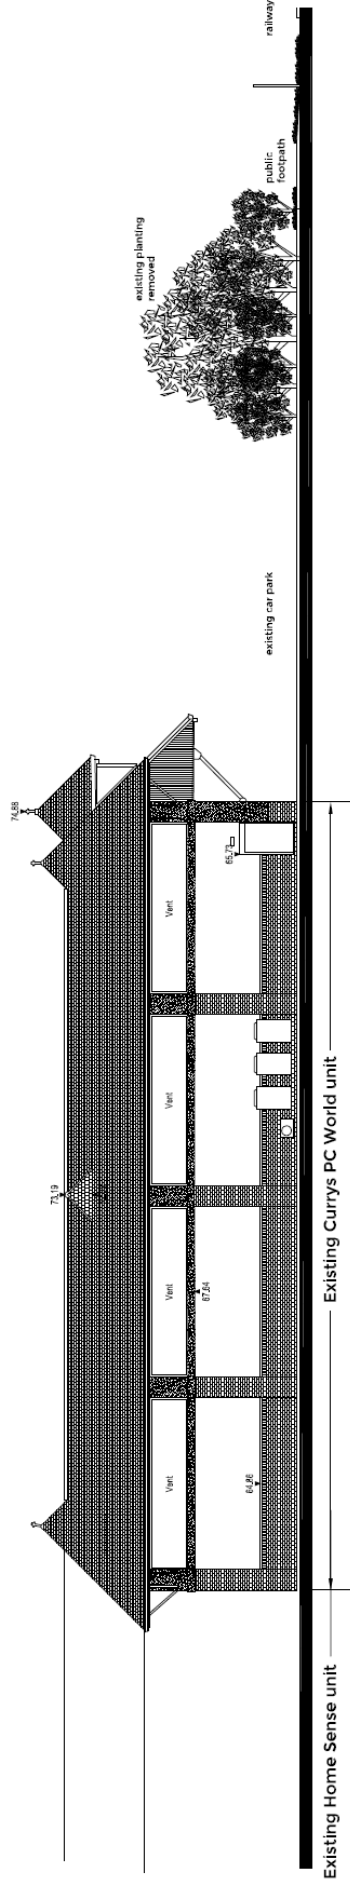 74.88
73.19
existing planting
removed
public
footpath
railway
Vent
Vent
Vent
Vent
67.64
64.86
65.73
existing car park
Existing Home Sense unit
Existing Currys PC World unit